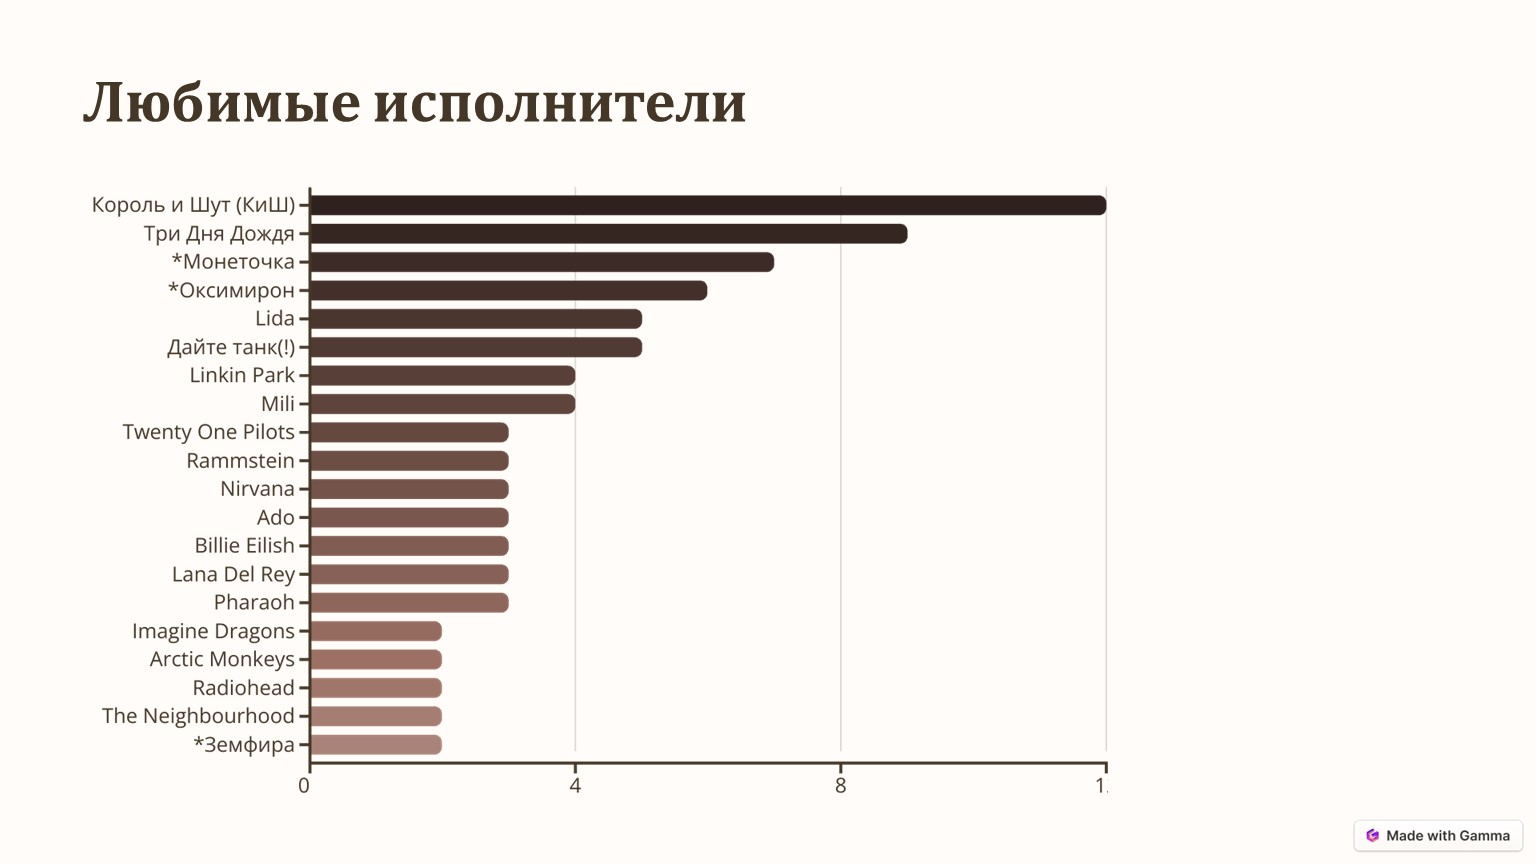 Любимые исполнители
Король и Шут (КиШ)
Три Дня Дождя
*Монеточка
*Оксимирон
Lida
Дайте танк(!)
Linkin Park
Mili
Twenty One Pilots
Rammstein
Nirvana
Ado
Billie Eilish
Lana Del Rey
Pharaoh
Imagine Dragons
Arctic Monkeys
Radiohead
The Neighbourhood
*Земфира
0 4 8
Made with Gamma